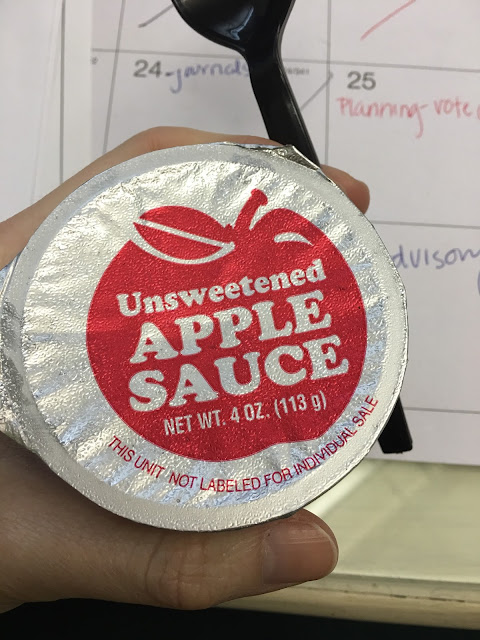 24 - journals
25
Planning - vote
Unsweetened
APPLE
SAUCE
NET WT. 4 OZ. (113 g)
THIS UNIT NOT LABELED FOR INDIVIDUAL SALE